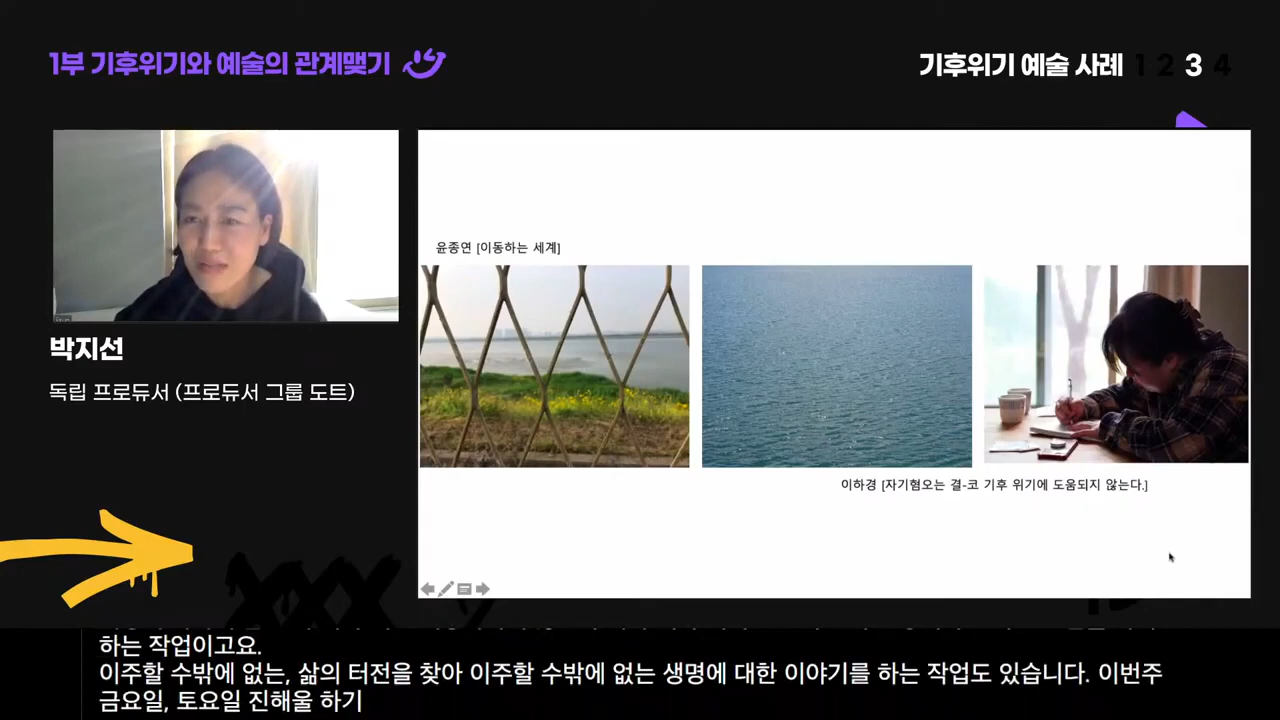 1부 기후위기와 예술의 관계맺기
기후위기 예술 사례 1 2 3 4
윤종연 [이동하는 세계]
박지선
독립 프로듀서 (프로듀서 그룹 도트)
이하경 [자기혐오는 결-코 기후 위기에 도움되지 않는다.]
하는 작업이고요.
이주할 수밖에 없는, 삶의 터전을 찾아 이주할 수밖에 없는 생명에 대한 이야기를 하는 작업도 있습니다. 이번주
금요일, 토요일 진해울 하기